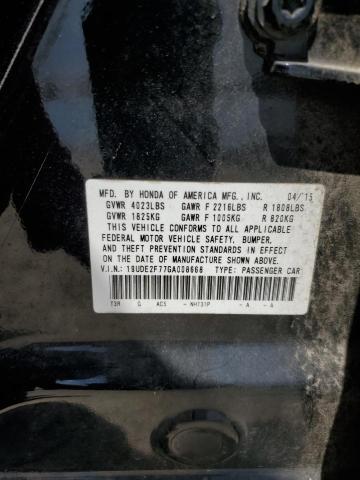 MFD. BY HONDA OF AMERICA MFG., INC. 04/15
GVWR 4023LBS GAWR F 2216LBS R 1808LBS
GVWR 1825KG GAWR F 1005KG R 820KG
THIS VEHICLE CONFORMS TO ALL APPLICABLE
FEDERAL MOTOR VEHICLE SAFETY, BUMPER,
AND THEFT PREVENTION STANDARDS IN EFFECT
ON THE DATE OF MANUFACTURE SHOWN ABOVE.
V.I.N.: 19UDE2F77GA008668 TYPE: PASSENGER CAR
T3R G AC5 - NH731P - A - A